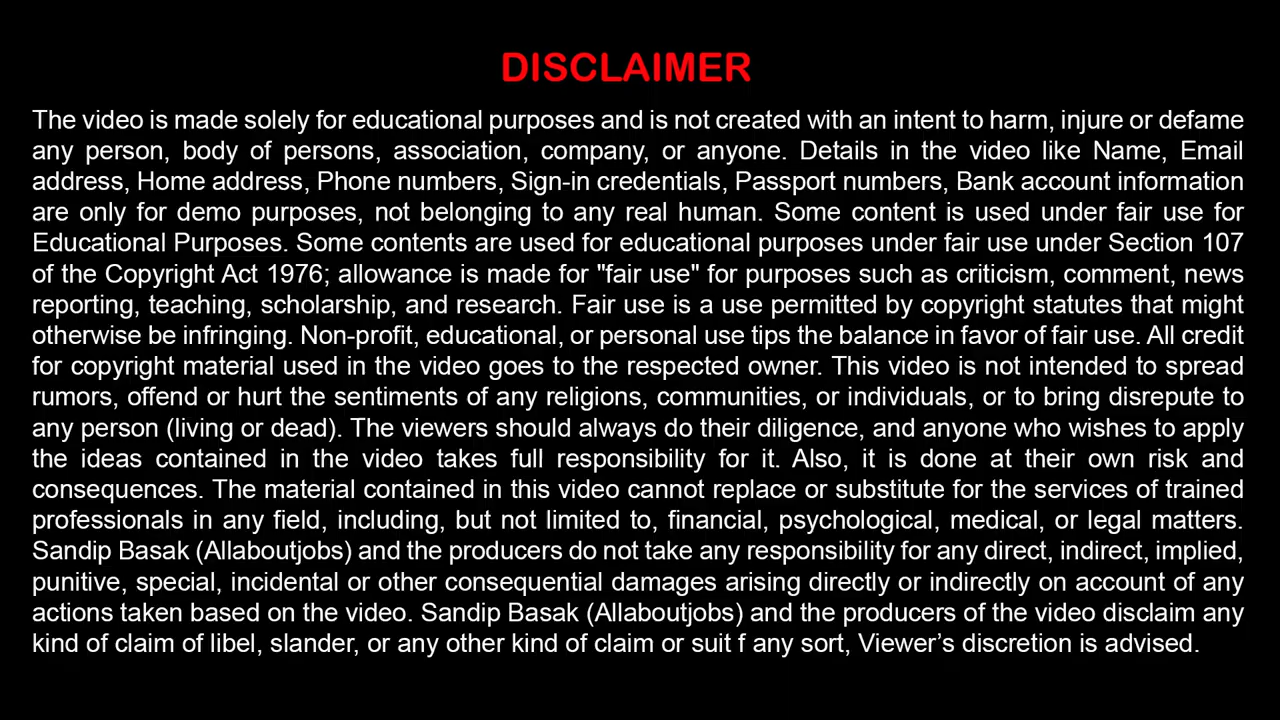 DISCLAIMER
The video is made solely for educational purposes and is not created with an intent to harm, injure or defame
any person, body of persons, association, company, or anyone. Details in the video like Name, Email
address, Home address, Phone numbers, Sign-in credentials, Passport numbers, Bank account information
are only for demo purposes, not belonging to any real human. Some content is used under fair use for
Educational Purposes. Some contents are used for educational purposes under fair use under Section 107
of the Copyright Act 1976; allowance is made for "fair use" for purposes such as criticism, comment, news
reporting, teaching, scholarship, and research. Fair use is a use permitted by copyright statutes that might
otherwise be infringing. Non-profit, educational, or personal use tips the balance in favor of fair use. All credit
for copyright material used in the video goes to the respected owner. This video is not intended to spread
rumors, offend or hurt the sentiments of any religions, communities, or individuals, or to bring disrepute to
any person (living or dead). The viewers should always do their diligence, and anyone who wishes to apply
the ideas contained in the video takes full responsibility for it. Also, it is done at their own risk and
consequences. The material contained in this video cannot replace or substitute for the services of trained
professionals in any field, including, but not limited to, financial, psychological, medical, or legal matters.
Sandip Basak (Allaboutjobs) and the producers do not take any responsibility for any direct, indirect, implied,
punitive, special, incidental or other consequential damages arising directly or indirectly on account of any
actions taken based on the video. Sandip Basak (Allaboutjobs) and the producers of the video disclaim any
kind of claim of libel, slander, or any other kind of claim or suit f any sort, Viewer’s discretion is advised.